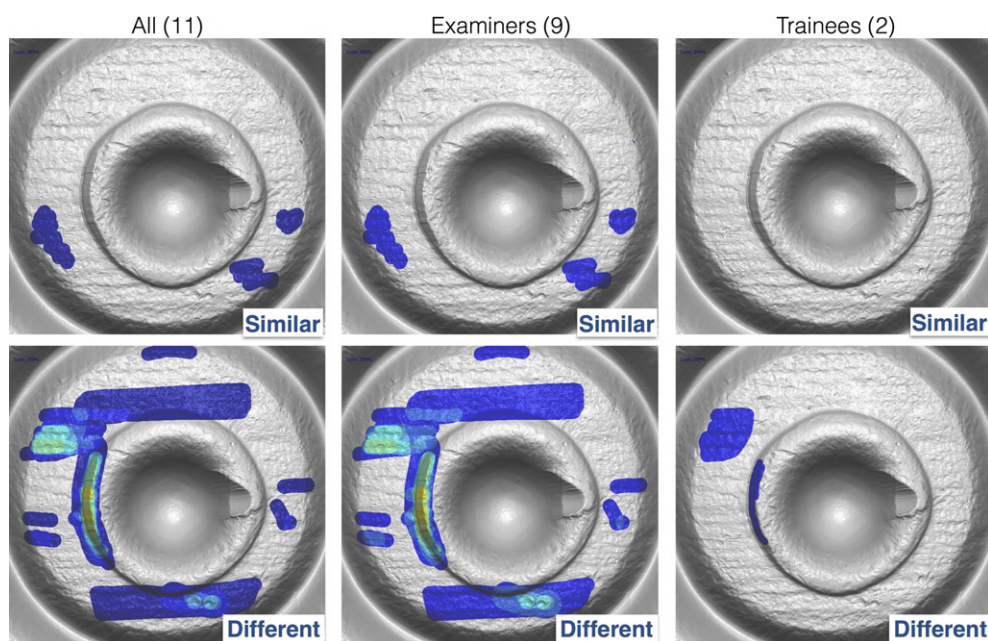 All (11)
Examiners (9)
Trainees (2)
Similar
Similar
Similar
Different
Different
Different